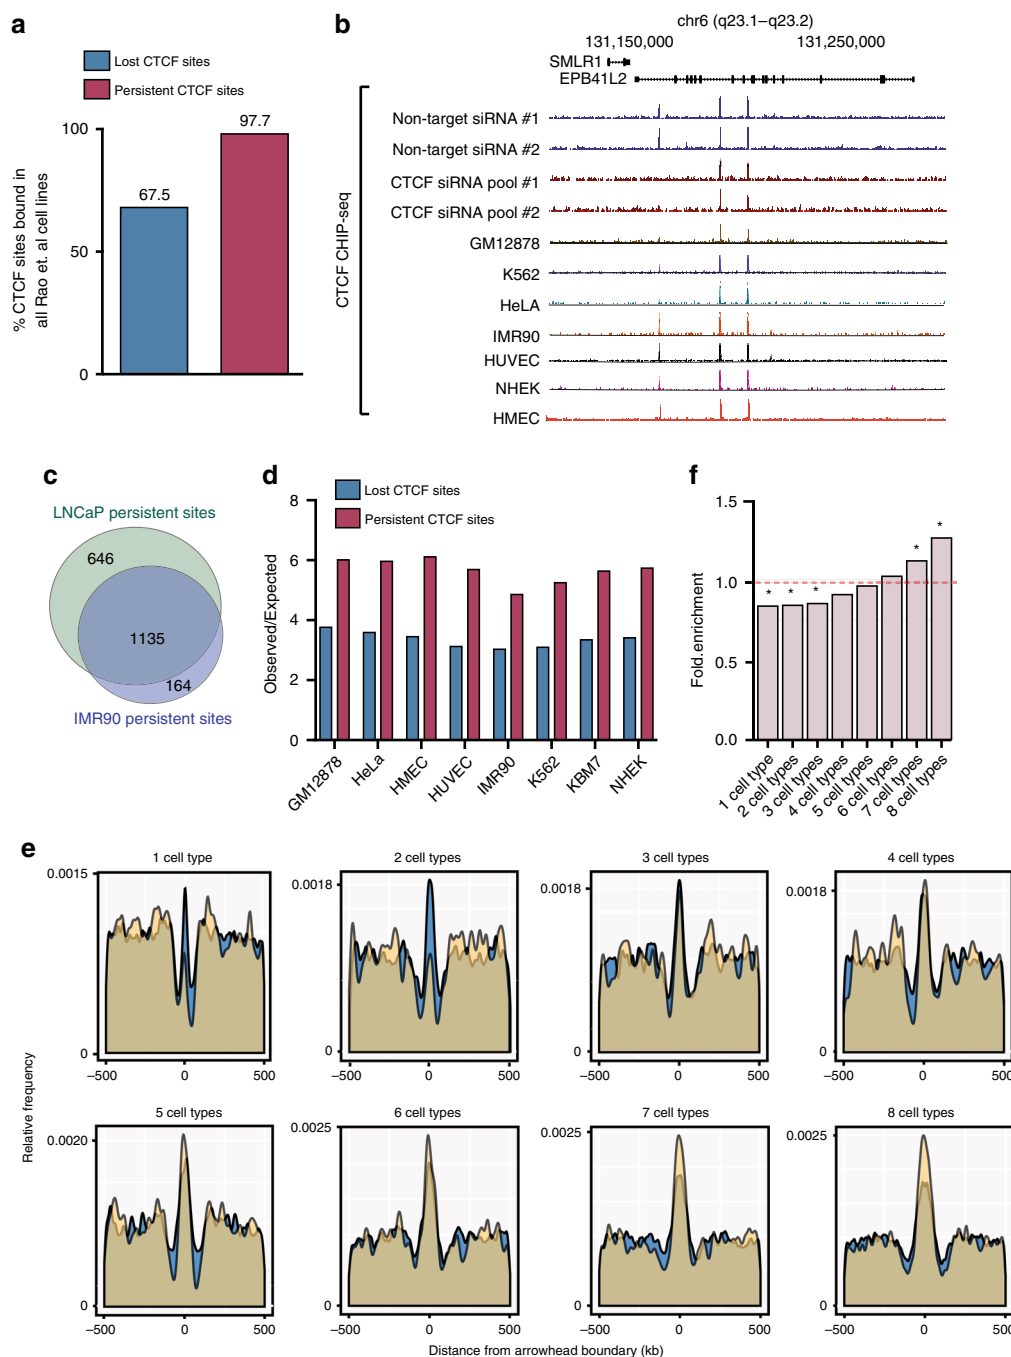 a
Lost CTCF sites
Persistent CTCF sites
% CTCF sites bound in
all Rao et. al cell lines
100
50
0
67.5
97.7
b
chr6 (q23.1–q23.2)
131,150,000
131,250,000
SMLR1
EPB41L2
CTCF CHIP-seq
Non-target siRNA #1
Non-target siRNA #2
CTCF siRNA pool #1
CTCF siRNA pool #2
GM12878
K562
HeLA
IMR90
HUVEC
NHEK
HMEC
c
LNCaP persistent sites
646
1135
164
IMR90 persistent sites
d
Lost CTCF sites
Persistent CTCF sites
Observed/Expected
8
6
4
2
0
GM12878
HeLa
HMEC
HUVEC
IMR90
K562
KBM7
NHEK
f
Fold.enrichment
1.5
1.0
0.5
0.0
* * * * *
1 cell type
2 cell types
3 cell types
4 cell types
5 cell types
6 cell types
7 cell types
8 cell types
e
Relative frequency
1 cell type
0.0015
0
–500 0 500
2 cell types
0.0018
0
–500 0 500
3 cell types
0.0018
0
–500 0 500
4 cell types
0.0018
0
–500 0 500
5 cell types
0.0020
0
–500 0 500
6 cell types
0.0025
0
–500 0 500
7 cell types
0.0025
0
–500 0 500
8 cell types
0.0025
0
–500 0 500
Distance from arrowhead boundary (kb)